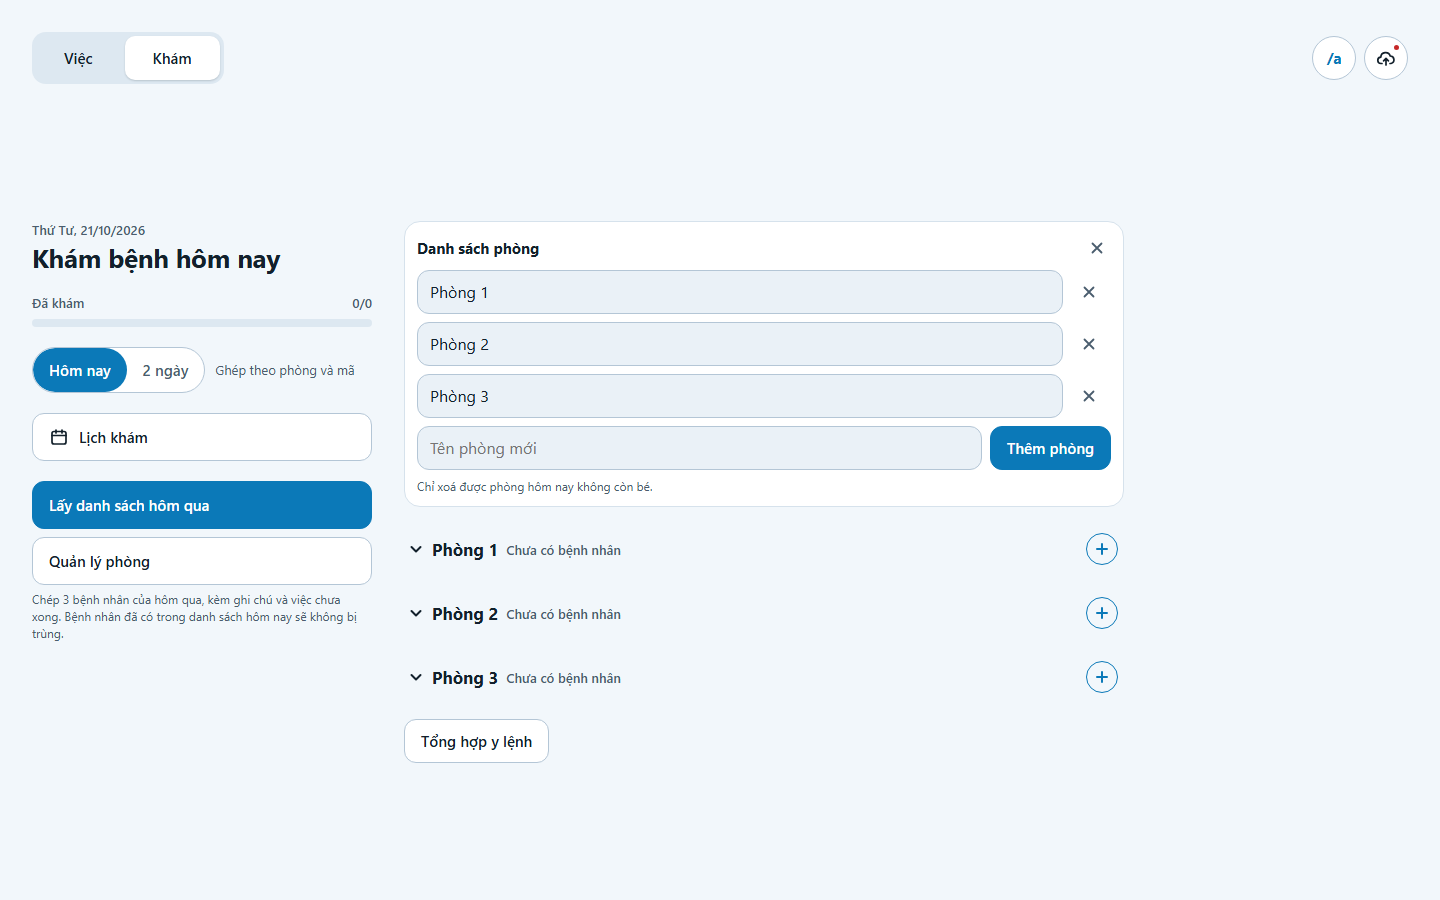 Việc
Khám
/a
Thứ Tư, 21/10/2026
Khám bệnh hôm nay
Đã khám 0/0
Hôm nay 2 ngày Ghép theo phòng và mã
Lịch khám
Lấy danh sách hôm qua
Quản lý phòng
Chép 3 bệnh nhân của hôm qua, kèm ghi chú và việc chưa
xong. Bệnh nhân đã có trong danh sách hôm nay sẽ không bị
trùng.
Danh sách phòng
Phòng 1
Phòng 2
Phòng 3
Tên phòng mới Thêm phòng
Chỉ xoá được phòng hôm nay không còn bé.
Phòng 1 Chưa có bệnh nhân
Phòng 2 Chưa có bệnh nhân
Phòng 3 Chưa có bệnh nhân
Tổng hợp y lệnh